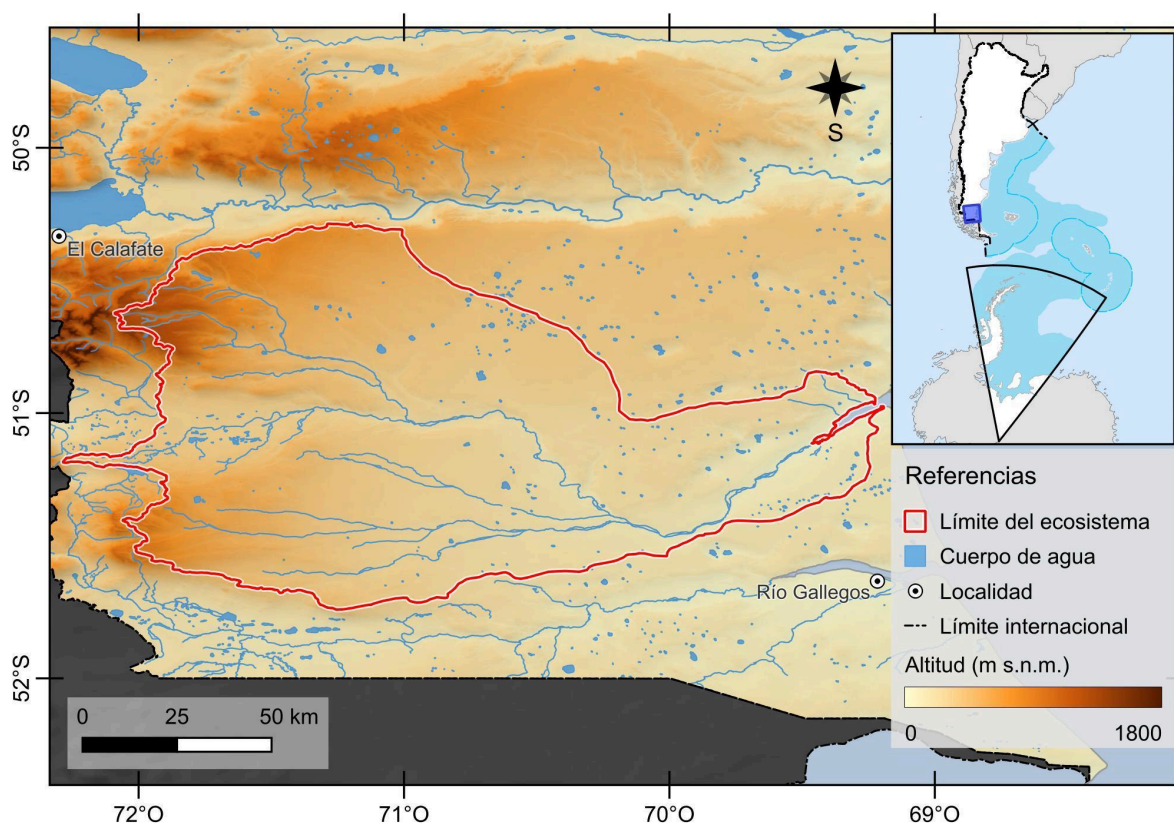 S
50°S
El Calafate
51°S
Río Gallegos
52°S
0 25 50 km
72°O 71°O 70°O 69°O
Referencias
Límite del ecosistema
Cuerpo de agua
Localidad
Límite internacional
Altitud (m s.n.m.)
0 1800